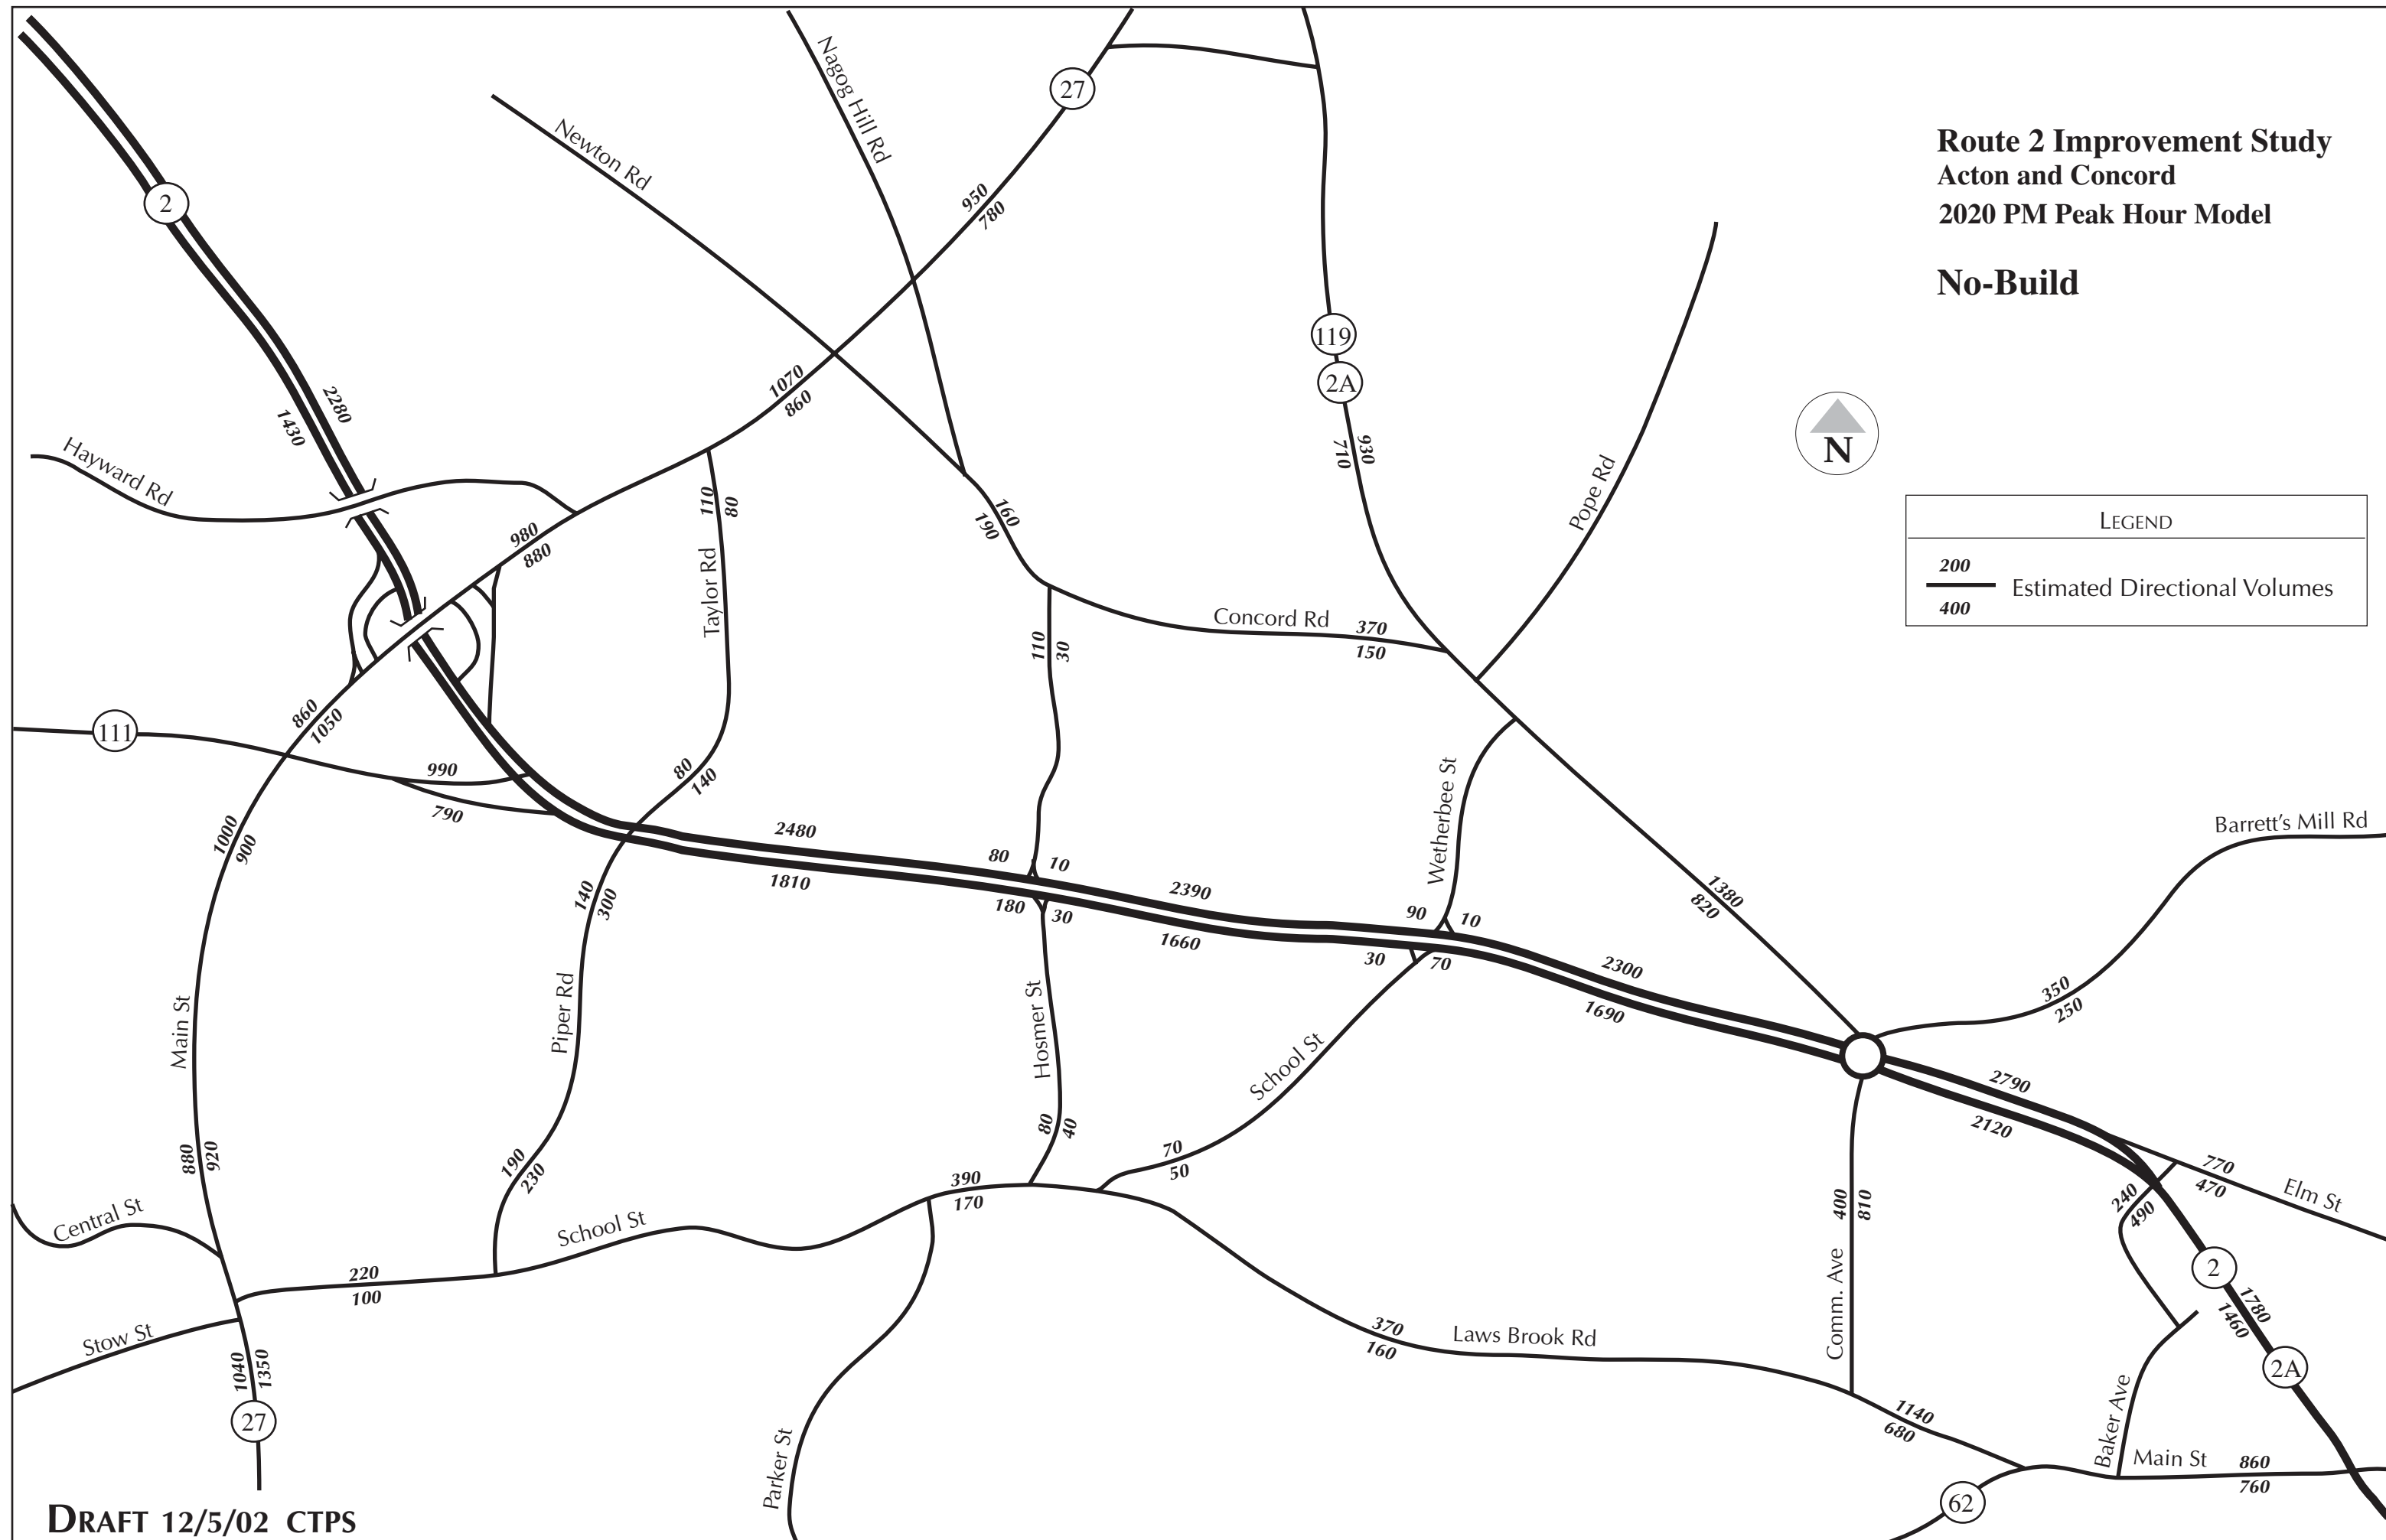 Route 2 Improvement Study
Acton and Concord
2020 PM Peak Hour Model
No-Build
N
LEGEND
200
400
Estimated Directional Volumes
2
27
Nagog Hill Rd
Newton Rd
950
780
119
2A
930
710
Pope Rd
2280
1430
Hayward Rd
1070
860
980
880
110
80
Taylor Rd
160
190
Concord Rd
370
150
110
30
860
1050
111
990
790
80
140
1000
900
2480
1810
80
10
180
30
2390
1660
Wetherbee St
90
10
30
70
1380
820
Barrett's Mill Rd
350
250
2300
1690
140
300
Main St
Piper Rd
Hosmer St
School St
2790
2120
880
920
190
230
80
40
70
50
390
170
400
810
Comm. Ave
770
470
Elm St
240
490
Central St
School St
220
100
Stow St
1040
1350
27
Parker St
370
160
Laws Brook Rd
2
1780
1460
2A
1140
680
Baker Ave
Main St
860
760
62
DRAFT 12/5/02 CTPS